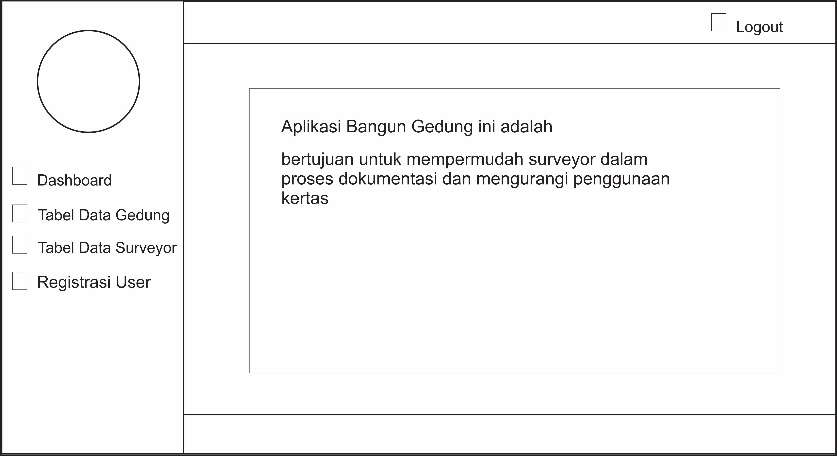 Logout
Aplikasi Bangun Gedung ini adalah
bertujuan untuk mempermudah surveyor dalam
proses dokumentasi dan mengurangi penggunaan
kertas
Dashboard
Tabel Data Gedung
Tabel Data Surveyor
Registrasi User